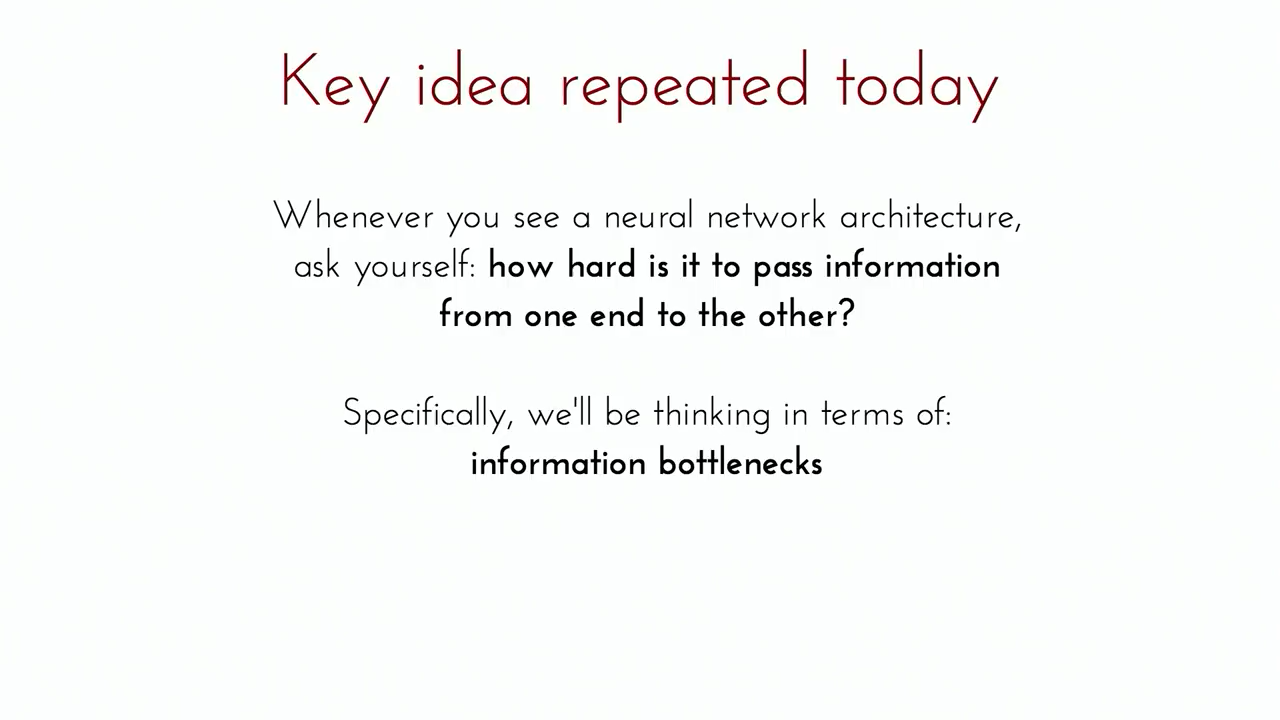 Key idea repeated today
Whenever you see a neural network architecture,
ask yourself: how hard is it to pass information
from one end to the other?
Specifically, we'll be thinking in terms of:
information bottlenecks